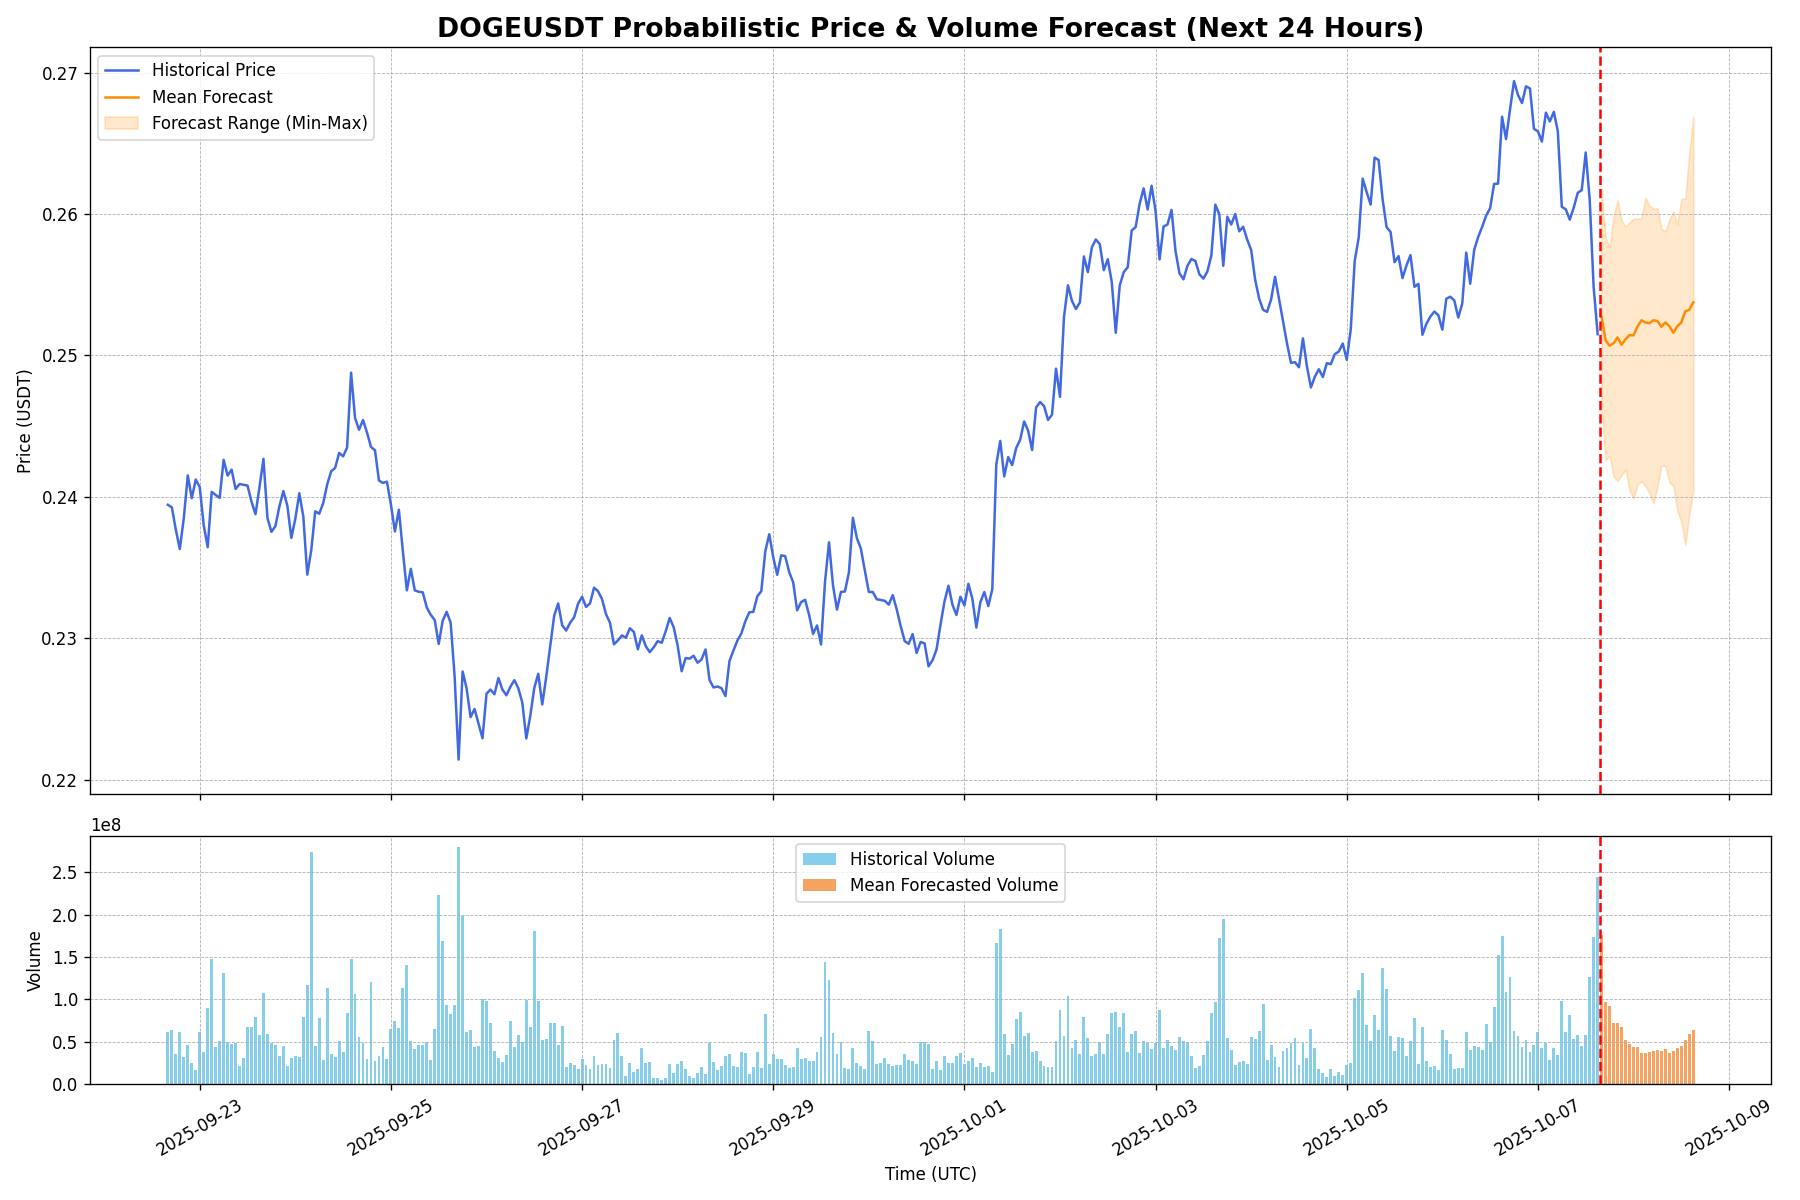 DOGEUSDT Probabilistic Price & Volume Forecast (Next 24 Hours)
Historical Price
Mean Forecast
Forecast Range (Min-Max)
0.27
0.26
0.25
0.24
0.23
0.22
Price (USDT)
1e8
Historical Volume
Mean Forecasted Volume
2.5
2.0
1.5
1.0
0.5
0.0
Volume
2025-09-23
2025-09-25
2025-09-27
2025-09-29
2025-10-01
2025-10-03
2025-10-05
2025-10-07
2025-10-09
Time (UTC)